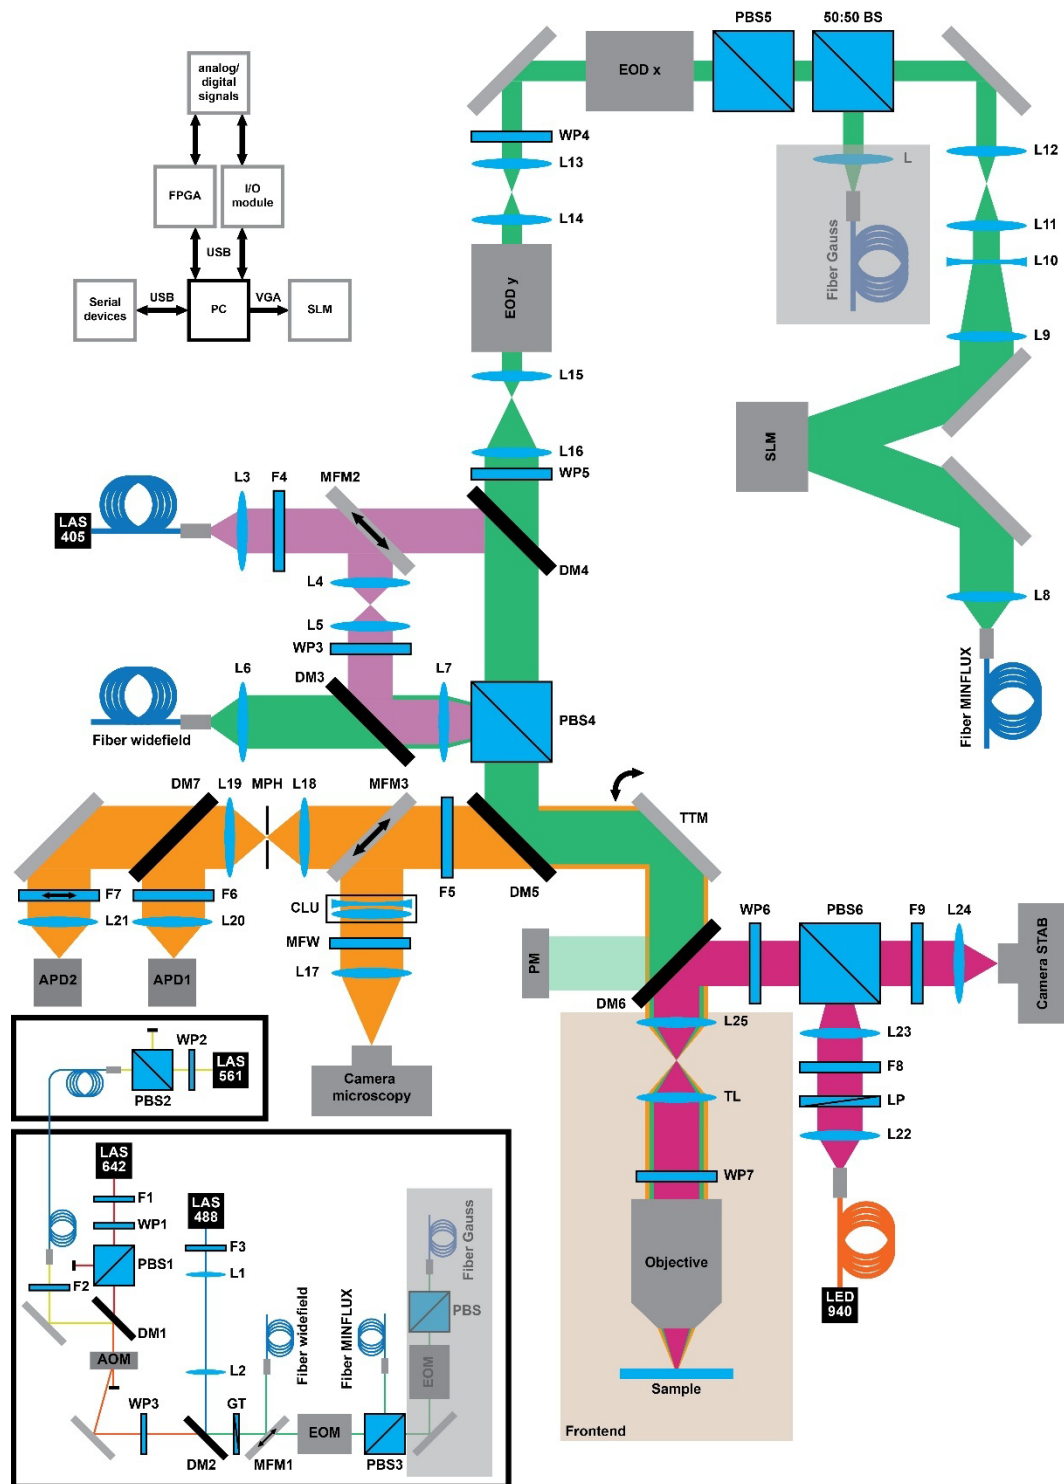 PBS5
50:50 BS
analog/
digital
signals
EOD x
WP4
L13
L
L12
FPGA
I/O
module
L14
L11
L10
Fiber Gauss
USB
EOD y
Serial
devices
USB
PC
VGA
SLM
L9
L15
SLM
L16
WP5
L3
F4
MFM2
LAS
405
DM4
L4
L8
L5
WP3
L6
DM3
L7
PBS4
Fiber MINFLUX
Fiber widefield
DM7
L19
MPH
L18
MFM3
TTM
F7
F6
F5
DM5
CLU
L21
L20
WP6
PBS6
F9
L24
MFW
PM
Camera STAB
L17
APD2
APD1
DM6
L25
L23
WP2
LAS
561
F8
PBS2
Camera
microscopy
TL
LP
L22
LAS
642
WP7
F1
LAS
488
WP1
Fiber Gauss
F3
PBS1
L1
Objective
F2
LED
940
PBS
DM1
Fiber widefield
Fiber MINFLUX
AOM
L2
EOM
Sample
WP3
GT
EOM
Frontend
DM2
MFM1
PBS3